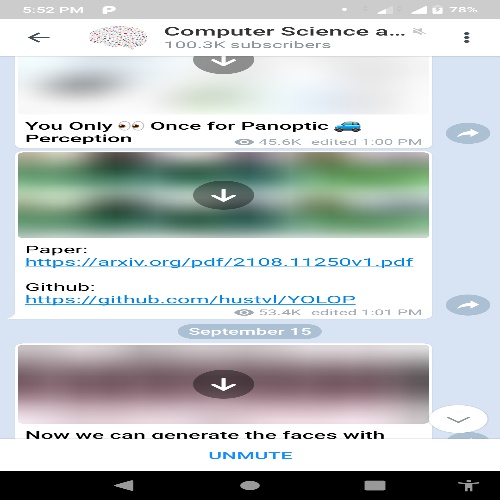 5:52 PM
78%
Computer Science a...
100.3K subscribers
You Only 👀 Once for Panoptic 🚙
Perception
45.6K edited 1:00 PM
Paper:
https://arxiv.org/pdf/2108.11250v1.pdf
Github:
https://github.com/hustvl/YOLOP
53.4K edited 1:01 PM
September 15
Now we can generate the faces with
UNMUTE